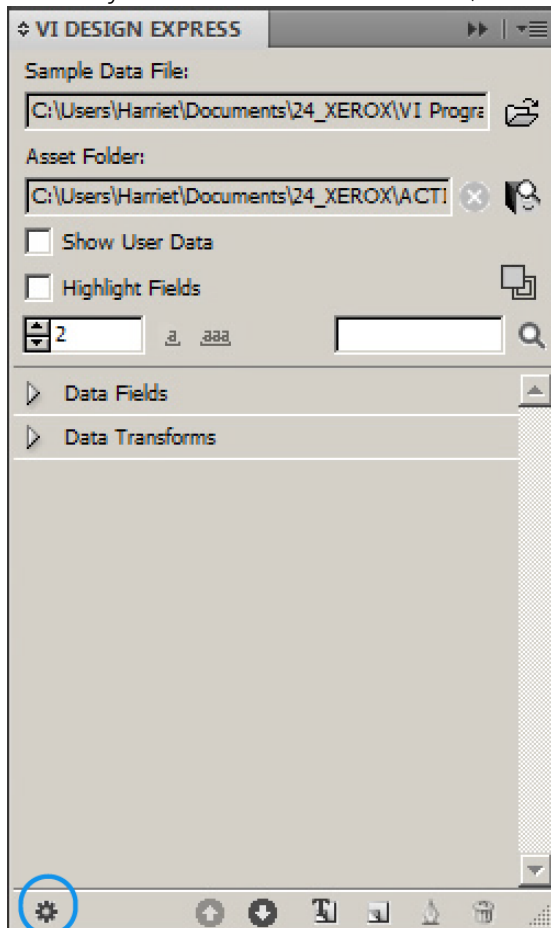 VI DESIGN EXPRESS
Sample Data File:
C:\Users\Harriet\Documents\24_XEROX\VI Progra
Asset Folder:
C:\Users\Harriet\Documents\24_XEROX\ACTI
Show User Data
Highlight Fields
2 a aaa
Data Fields
Data Transforms